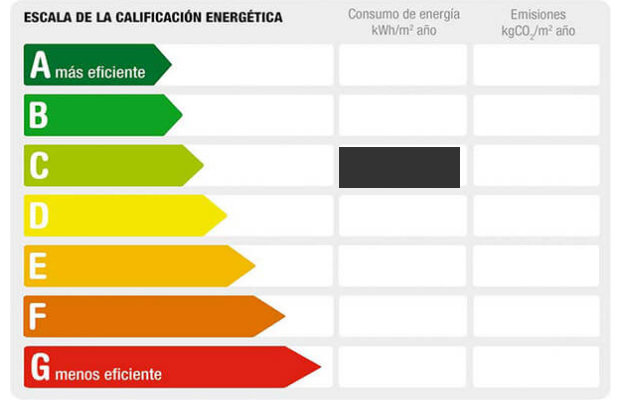 ESCALA DE LA CALIFICACIÓN ENERGÉTICA
Consumo de energía
kWh/m² año
Emisiones
kgCO₂/m² año
A más eficiente
B
C
D
E
F
G menos eficiente